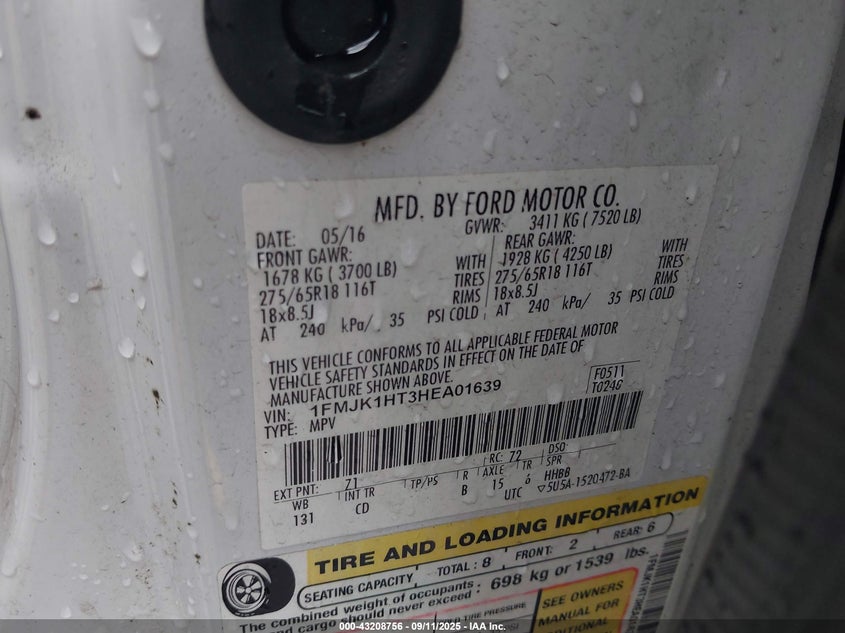 MFD. BY FORD MOTOR CO.
DATE: 05/16 GVWR: 3411 KG ( 7520 LB)
FRONT GAWR: REAR GAWR:
1678 KG ( 3700 LB) WITH 1928 KG ( 4250 LB) WITH
275/65R18 116T TIRES 275/65R18 116T TIRES
18x8.5J RIMS 18x8.5J RIMS
AT 240 kPa/ 35 PSI COLD AT 240 kPa/ 35 PSI COLD
THIS VEHICLE CONFORMS TO ALL APPLICABLE FEDERAL MOTOR
VEHICLE SAFETY STANDARDS IN EFFECT ON THE DATE OF
MANUFACTURE SHOWN ABOVE.
F0511
VIN: 1FMJK1HT3HEA01639
T0246
TYPE: MPV
EXT PNT: 71 RC: 72 DSO:
WB INT TR TP/PS R AXLE TR SPR
131 CD B 15 6 HHBB
UTC ▽5U5A-1520472-BA
TIRE AND LOADING INFORMATION
SEATING CAPACITY TOTAL: 8 FRONT: 2 REAR: 6
The combined weight of occupants
and cargo should never exceed: 698 kg or 1539 lbs.
TIRE PRESSURE
SEE OWNERS
MANUAL FOR
ADDITIONAL
000-43208756 - 09/11/2025 - IAA Inc.